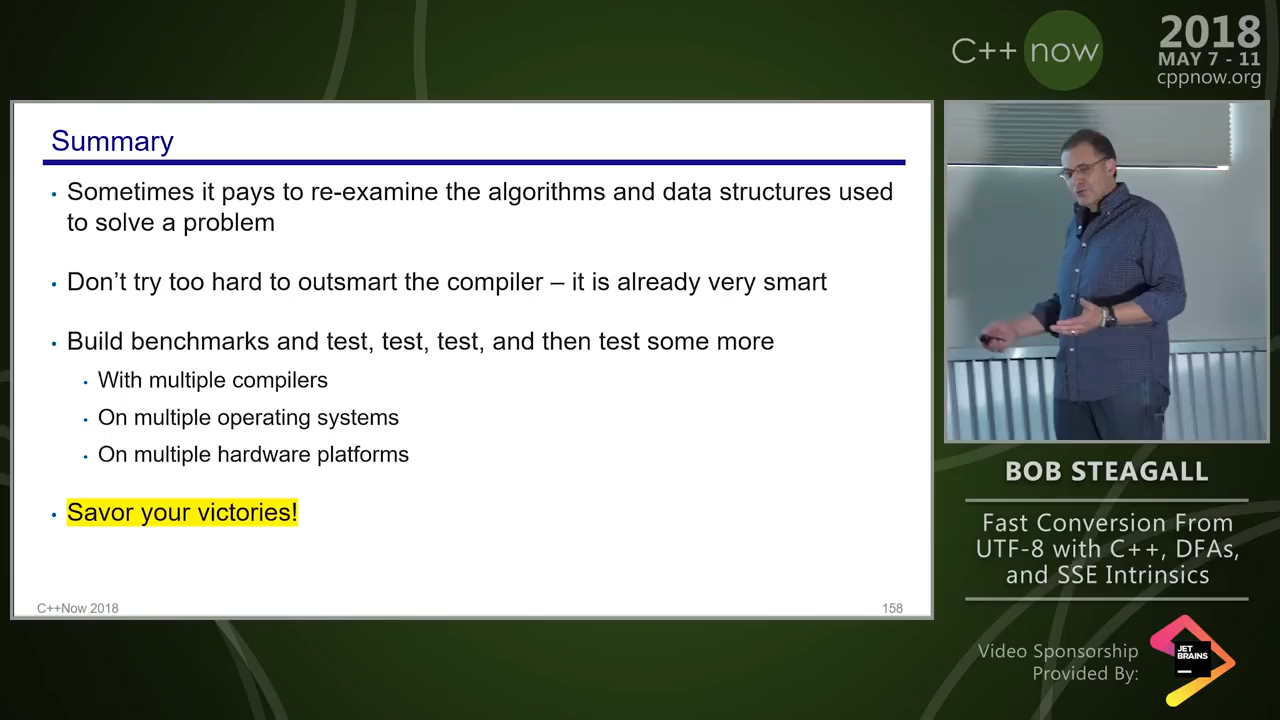 C++ now
2018
MAY 7 - 11
cppnow.org
Summary
• Sometimes it pays to re-examine the algorithms and data structures used
to solve a problem
• Don’t try too hard to outsmart the compiler – it is already very smart
• Build benchmarks and test, test, test, and then test some more
• With multiple compilers
• On multiple operating systems
• On multiple hardware platforms
• Savor your victories!
C++Now 2018
158
BOB STEAGALL
Fast Conversion From
UTF-8 with C++, DFAs,
and SSE Intrinsics
Video Sponsorship
Provided By:
JET
BRAINS